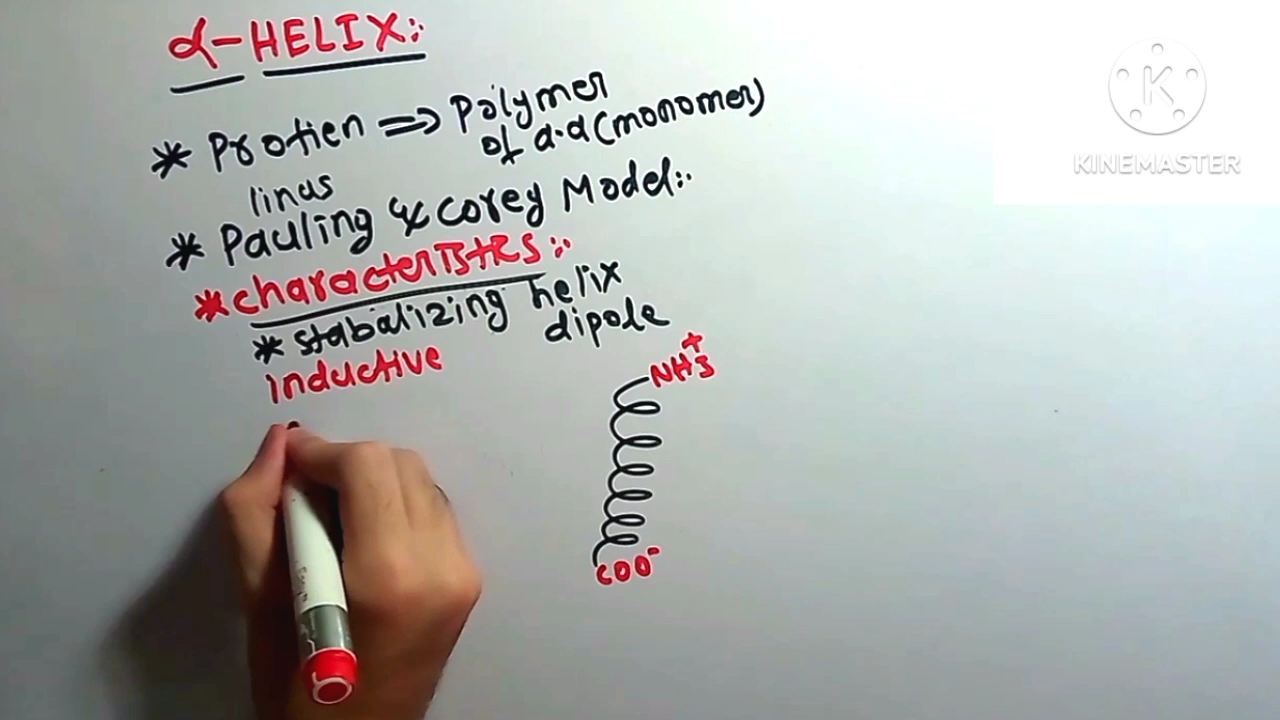 α-HELIX:
* Protien => Polymer
of a.a (monomer)
linus
* Pauling & corey Model:
* characteristics:
* stabalizing helix
dipole
inductive
NH3+
COO-
K
KINEMASTER